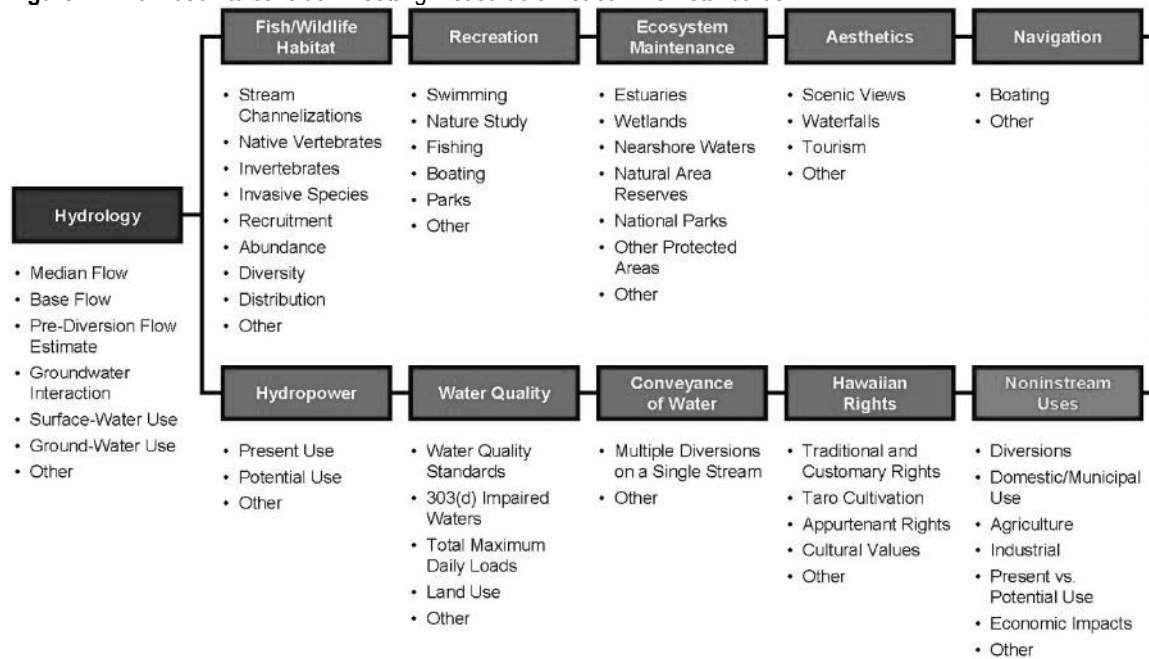 Hydrology
• Median Flow
• Base Flow
• Pre-Diversion Flow
Estimate
• Groundwater
Interaction
• Surface-Water Use
• Ground-Water Use
• Other
Fish/Wildlife
Habitat
• Stream
Channelizations
• Native Vertebrates
• Invertebrates
• Invasive Species
• Recruitment
• Abundance
• Diversity
• Distribution
• Other
Recreation
• Swimming
• Nature Study
• Fishing
• Boating
• Parks
• Other
Ecosystem
Maintenance
• Estuaries
• Wetlands
• Nearshore Waters
• Natural Area
Reserves
• National Parks
• Other Protected
Areas
• Other
Aesthetics
• Scenic Views
• Waterfalls
• Tourism
• Other
Navigation
• Boating
• Other
Hydropower
• Present Use
• Potential Use
• Other
Water Quality
• Water Quality
Standards
• 303(d) Impaired
Waters
• Total Maximum
Daily Loads
• Land Use
• Other
Conveyance
of Water
• Multiple Diversions
on a Single Stream
• Other
Hawaiian
Rights
• Traditional and
Customary Rights
• Taro Cultivation
• Appurtenant Rights
• Cultural Values
• Other
Noninstream
Uses
• Diversions
• Domestic/Municipal
Use
• Agriculture
• Industrial
• Present vs.
Potential Use
• Economic Impacts
• Other